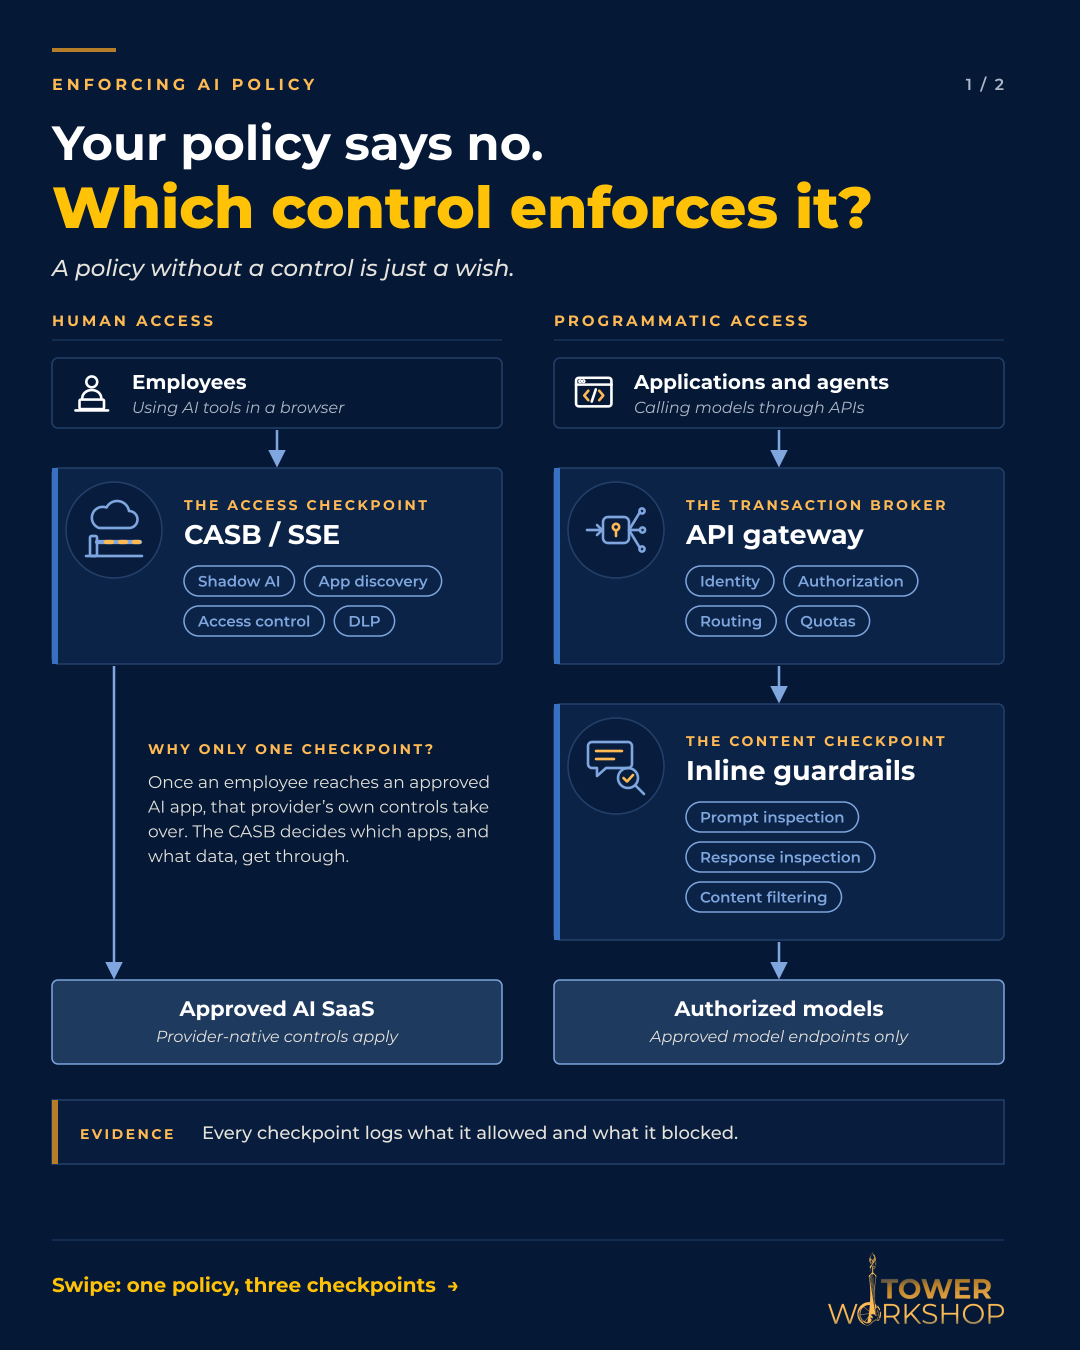 ENFORCING AI POLICY
1 / 2
Your policy says no.
Which control enforces it?
A policy without a control is just a wish.
HUMAN ACCESS
Employees
Using AI tools in a browser
THE ACCESS CHECKPOINT
CASB / SSE
Shadow AI
App discovery
Access control
DLP
WHY ONLY ONE CHECKPOINT?
Once an employee reaches an approved
AI app, that provider’s own controls take
over. The CASB decides which apps, and
what data, get through.
Approved AI SaaS
Provider-native controls apply
PROGRAMMATIC ACCESS
Applications and agents
Calling models through APIs
THE TRANSACTION BROKER
API gateway
Identity
Authorization
Routing
Quotas
THE CONTENT CHECKPOINT
Inline guardrails
Prompt inspection
Response inspection
Content filtering
Authorized models
Approved model endpoints only
EVIDENCE Every checkpoint logs what it allowed and what it blocked.
Swipe: one policy, three checkpoints →
TOWER
WORKSHOP